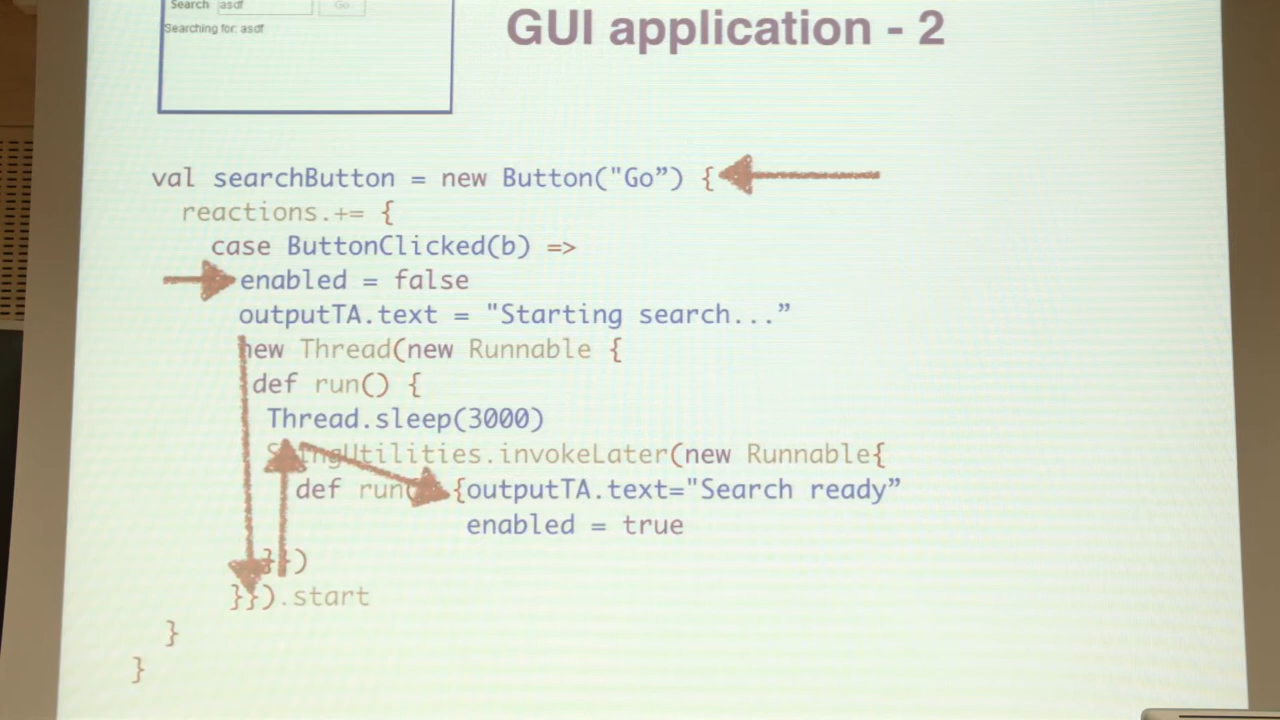 Search asdf Go
Searching for: asdf
GUI application - 2
val searchButton = new Button("Go”) {
reactions.+= {
case ButtonClicked(b) =>
enabled = false
outputTA.text = "Starting search...”
new Thread(new Runnable {
def run() {
Thread.sleep(3000)
SwingUtilities.invokeLater(new Runnable{
def run() {outputTA.text="Search ready”
enabled = true
}})
}}).start
}
}